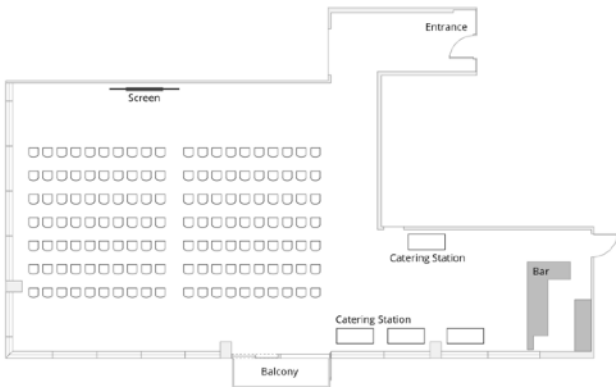 Entrance
Screen
Catering Station
Bar
Catering Station
Balcony